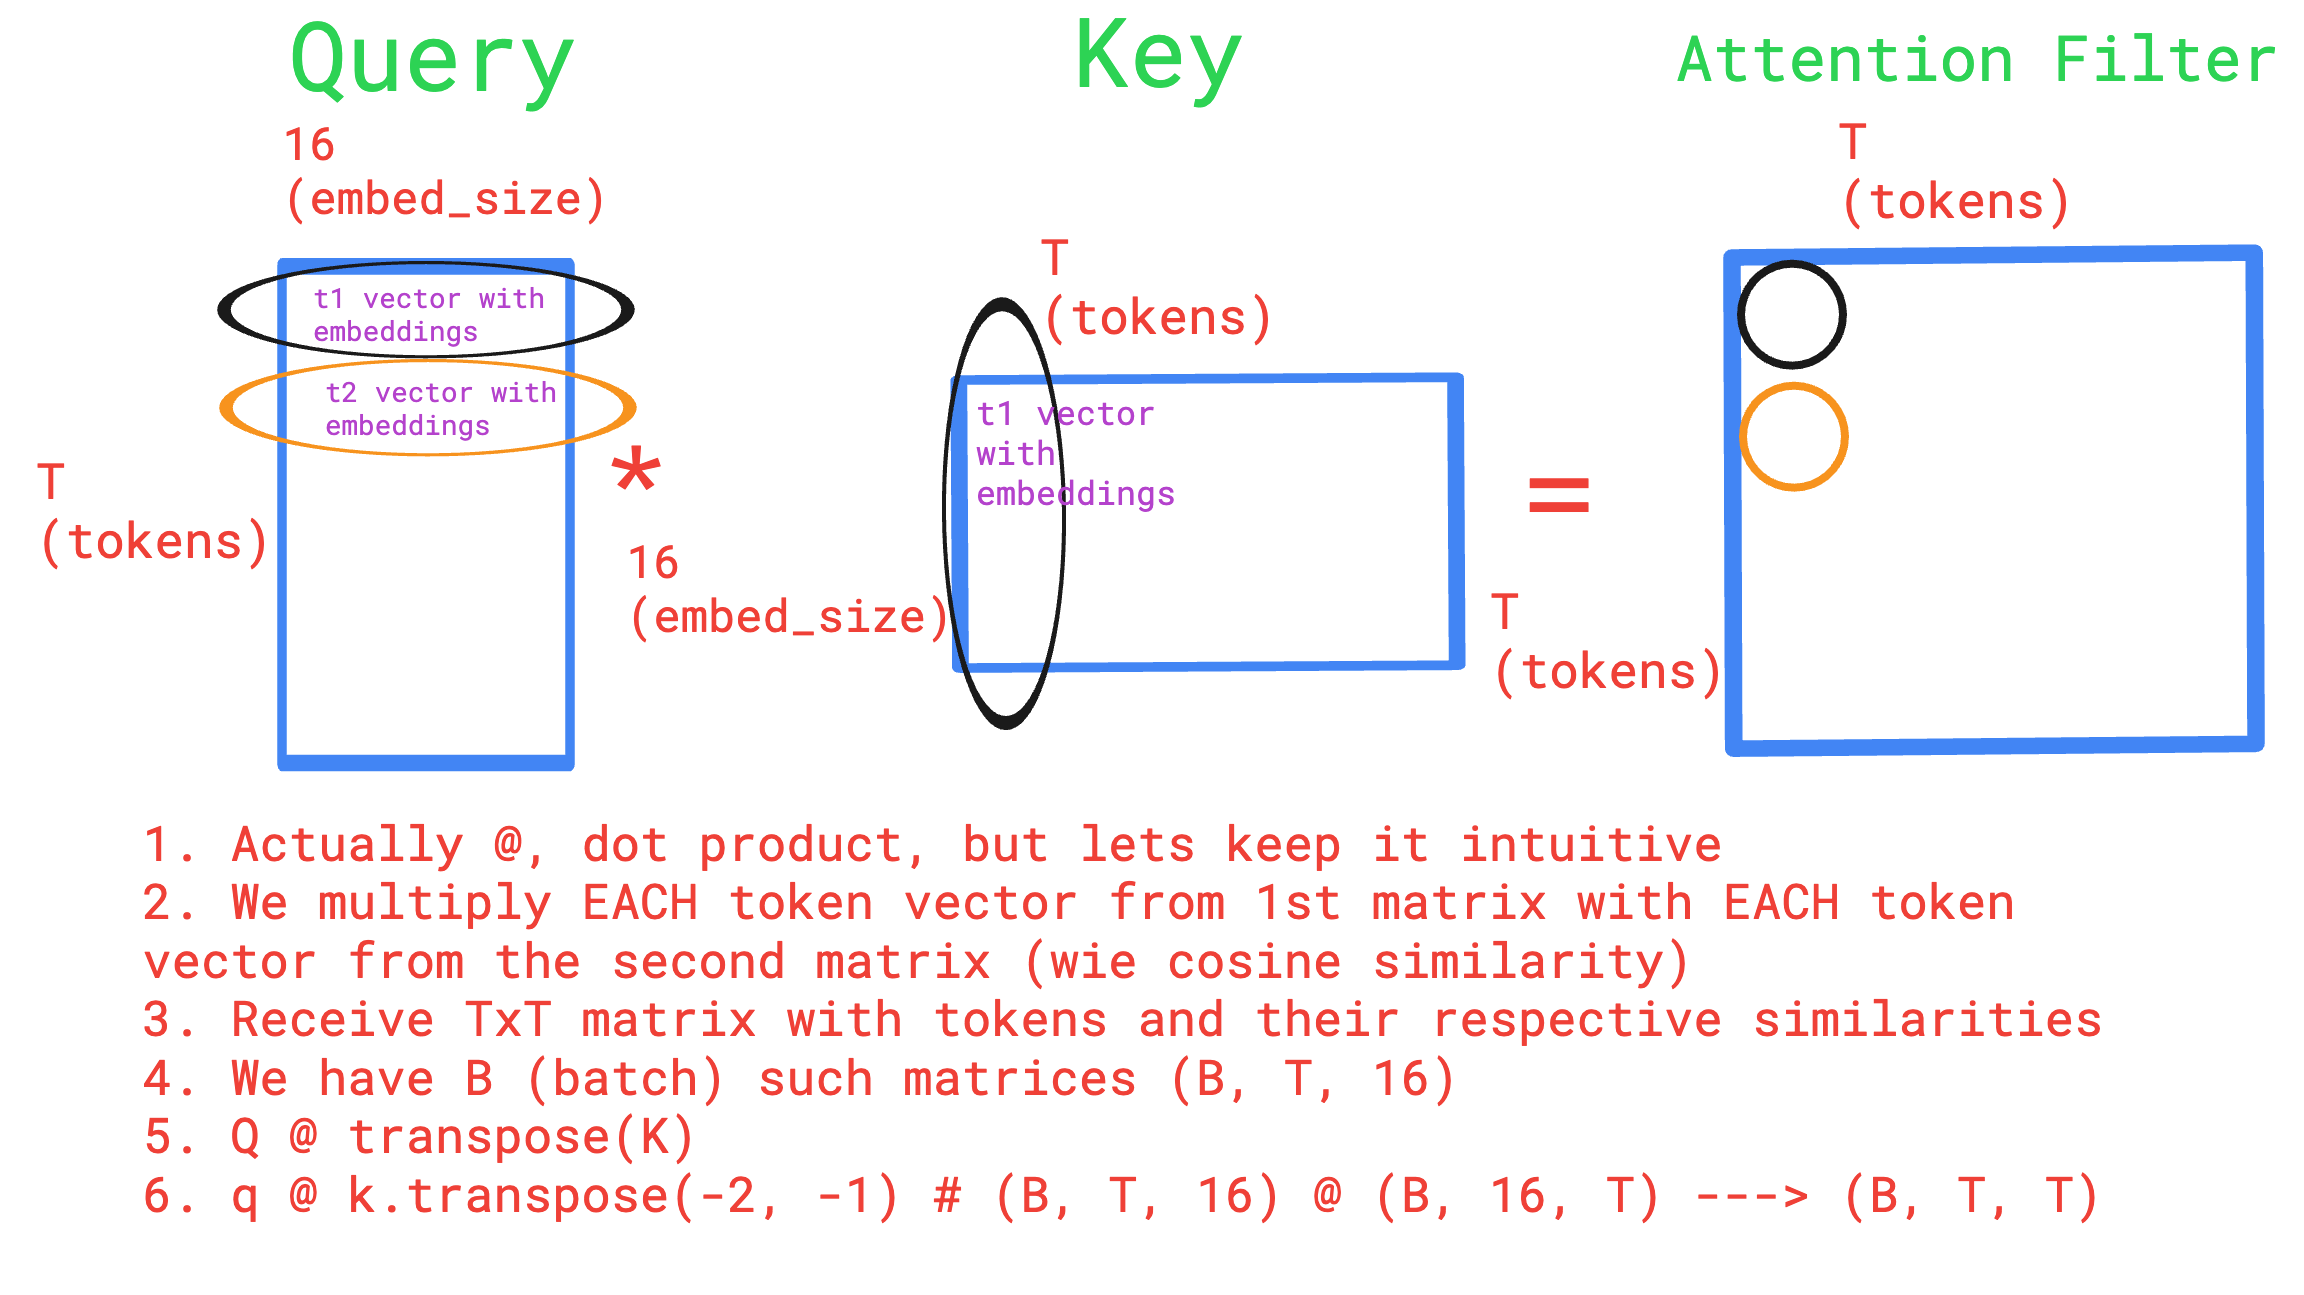 Query
Key
Attention Filter
16
(embed_size)
T
(tokens)
T
(tokens)
t1 vector with
embeddings
t2 vector with
embeddings
t1 vector
with
embeddings
*
=
T
(tokens)
16
(embed_size)
T
(tokens)
1. Actually @, dot product, but lets keep it intuitive
2. We multiply EACH token vector from 1st matrix with EACH token
vector from the second matrix (wie cosine similarity)
3. Receive TxT matrix with tokens and their respective similarities
4. We have B (batch) such matrices (B, T, 16)
5. Q @ transpose(K)
6. q @ k.transpose(-2, -1) # (B, T, 16) @ (B, 16, T) ---> (B, T, T)